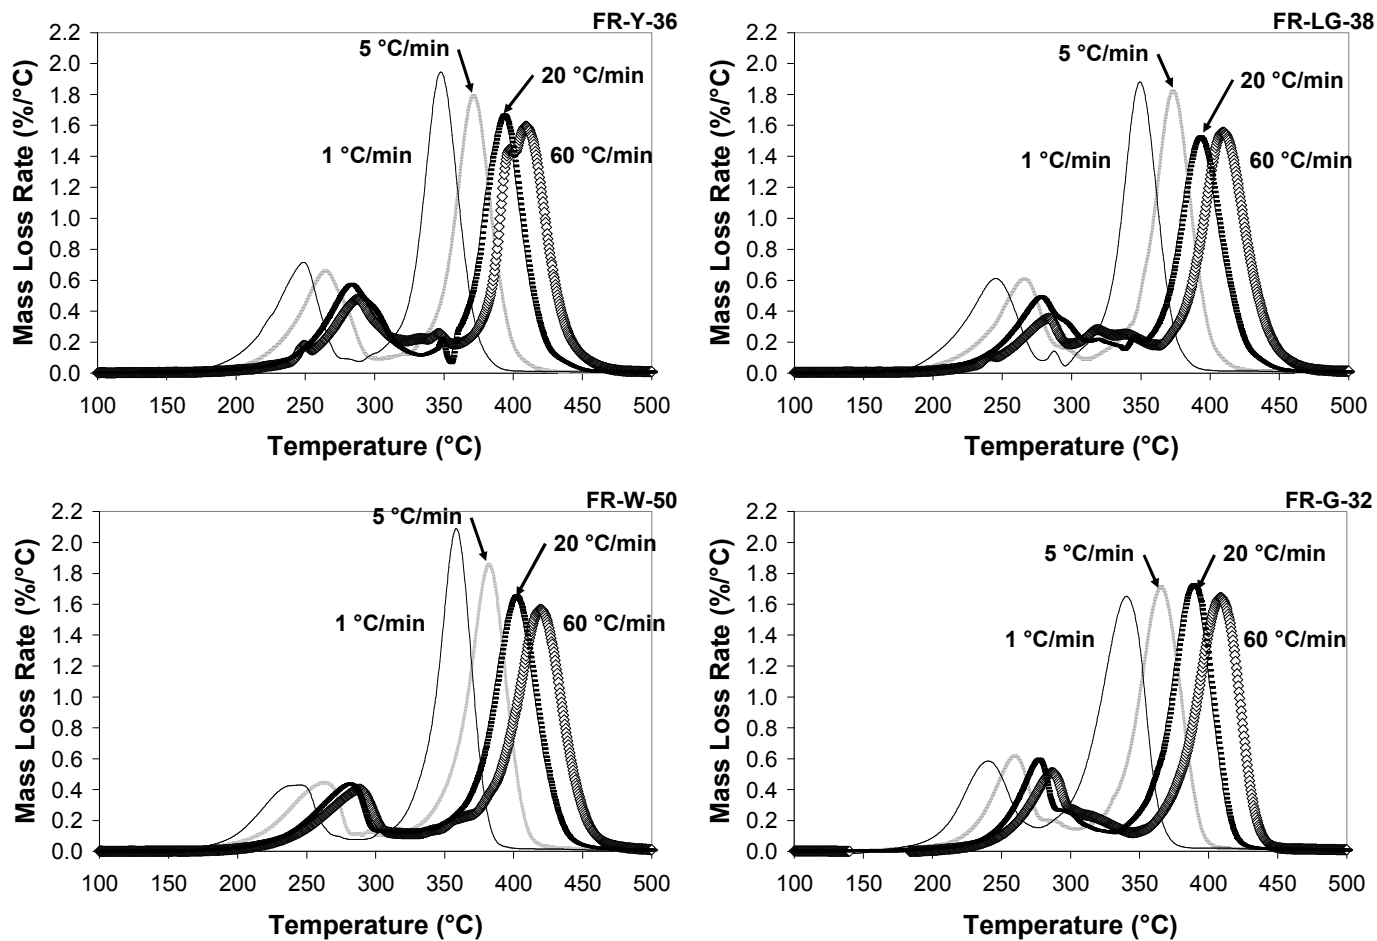 FR-Y-36
2.2
2.0
1.8
1.6
1.4
1.2
1.0
0.8
0.6
0.4
0.2
0.0
Mass Loss Rate (%/°C)
5 °C/min
20 °C/min
1 °C/min
60 °C/min
100 150 200 250 300 350 400 450 500
Temperature (°C)
FR-LG-38
2.2
2.0
1.8
1.6
1.4
1.2
1.0
0.8
0.6
0.4
0.2
0.0
Mass Loss Rate (%/°C)
5 °C/min
20 °C/min
1 °C/min
60 °C/min
100 150 200 250 300 350 400 450 500
Temperature (°C)
FR-W-50
2.2
2.0
1.8
1.6
1.4
1.2
1.0
0.8
0.6
0.4
0.2
0.0
Mass Loss Rate (%/°C)
5 °C/min
20 °C/min
1 °C/min
60 °C/min
100 150 200 250 300 350 400 450 500
Temperature (°C)
FR-G-32
2.2
2.0
1.8
1.6
1.4
1.2
1.0
0.8
0.6
0.4
0.2
0.0
Mass Loss Rate (%/°C)
5 °C/min
20 °C/min
1 °C/min
60 °C/min
100 150 200 250 300 350 400 450 500
Temperature (°C)